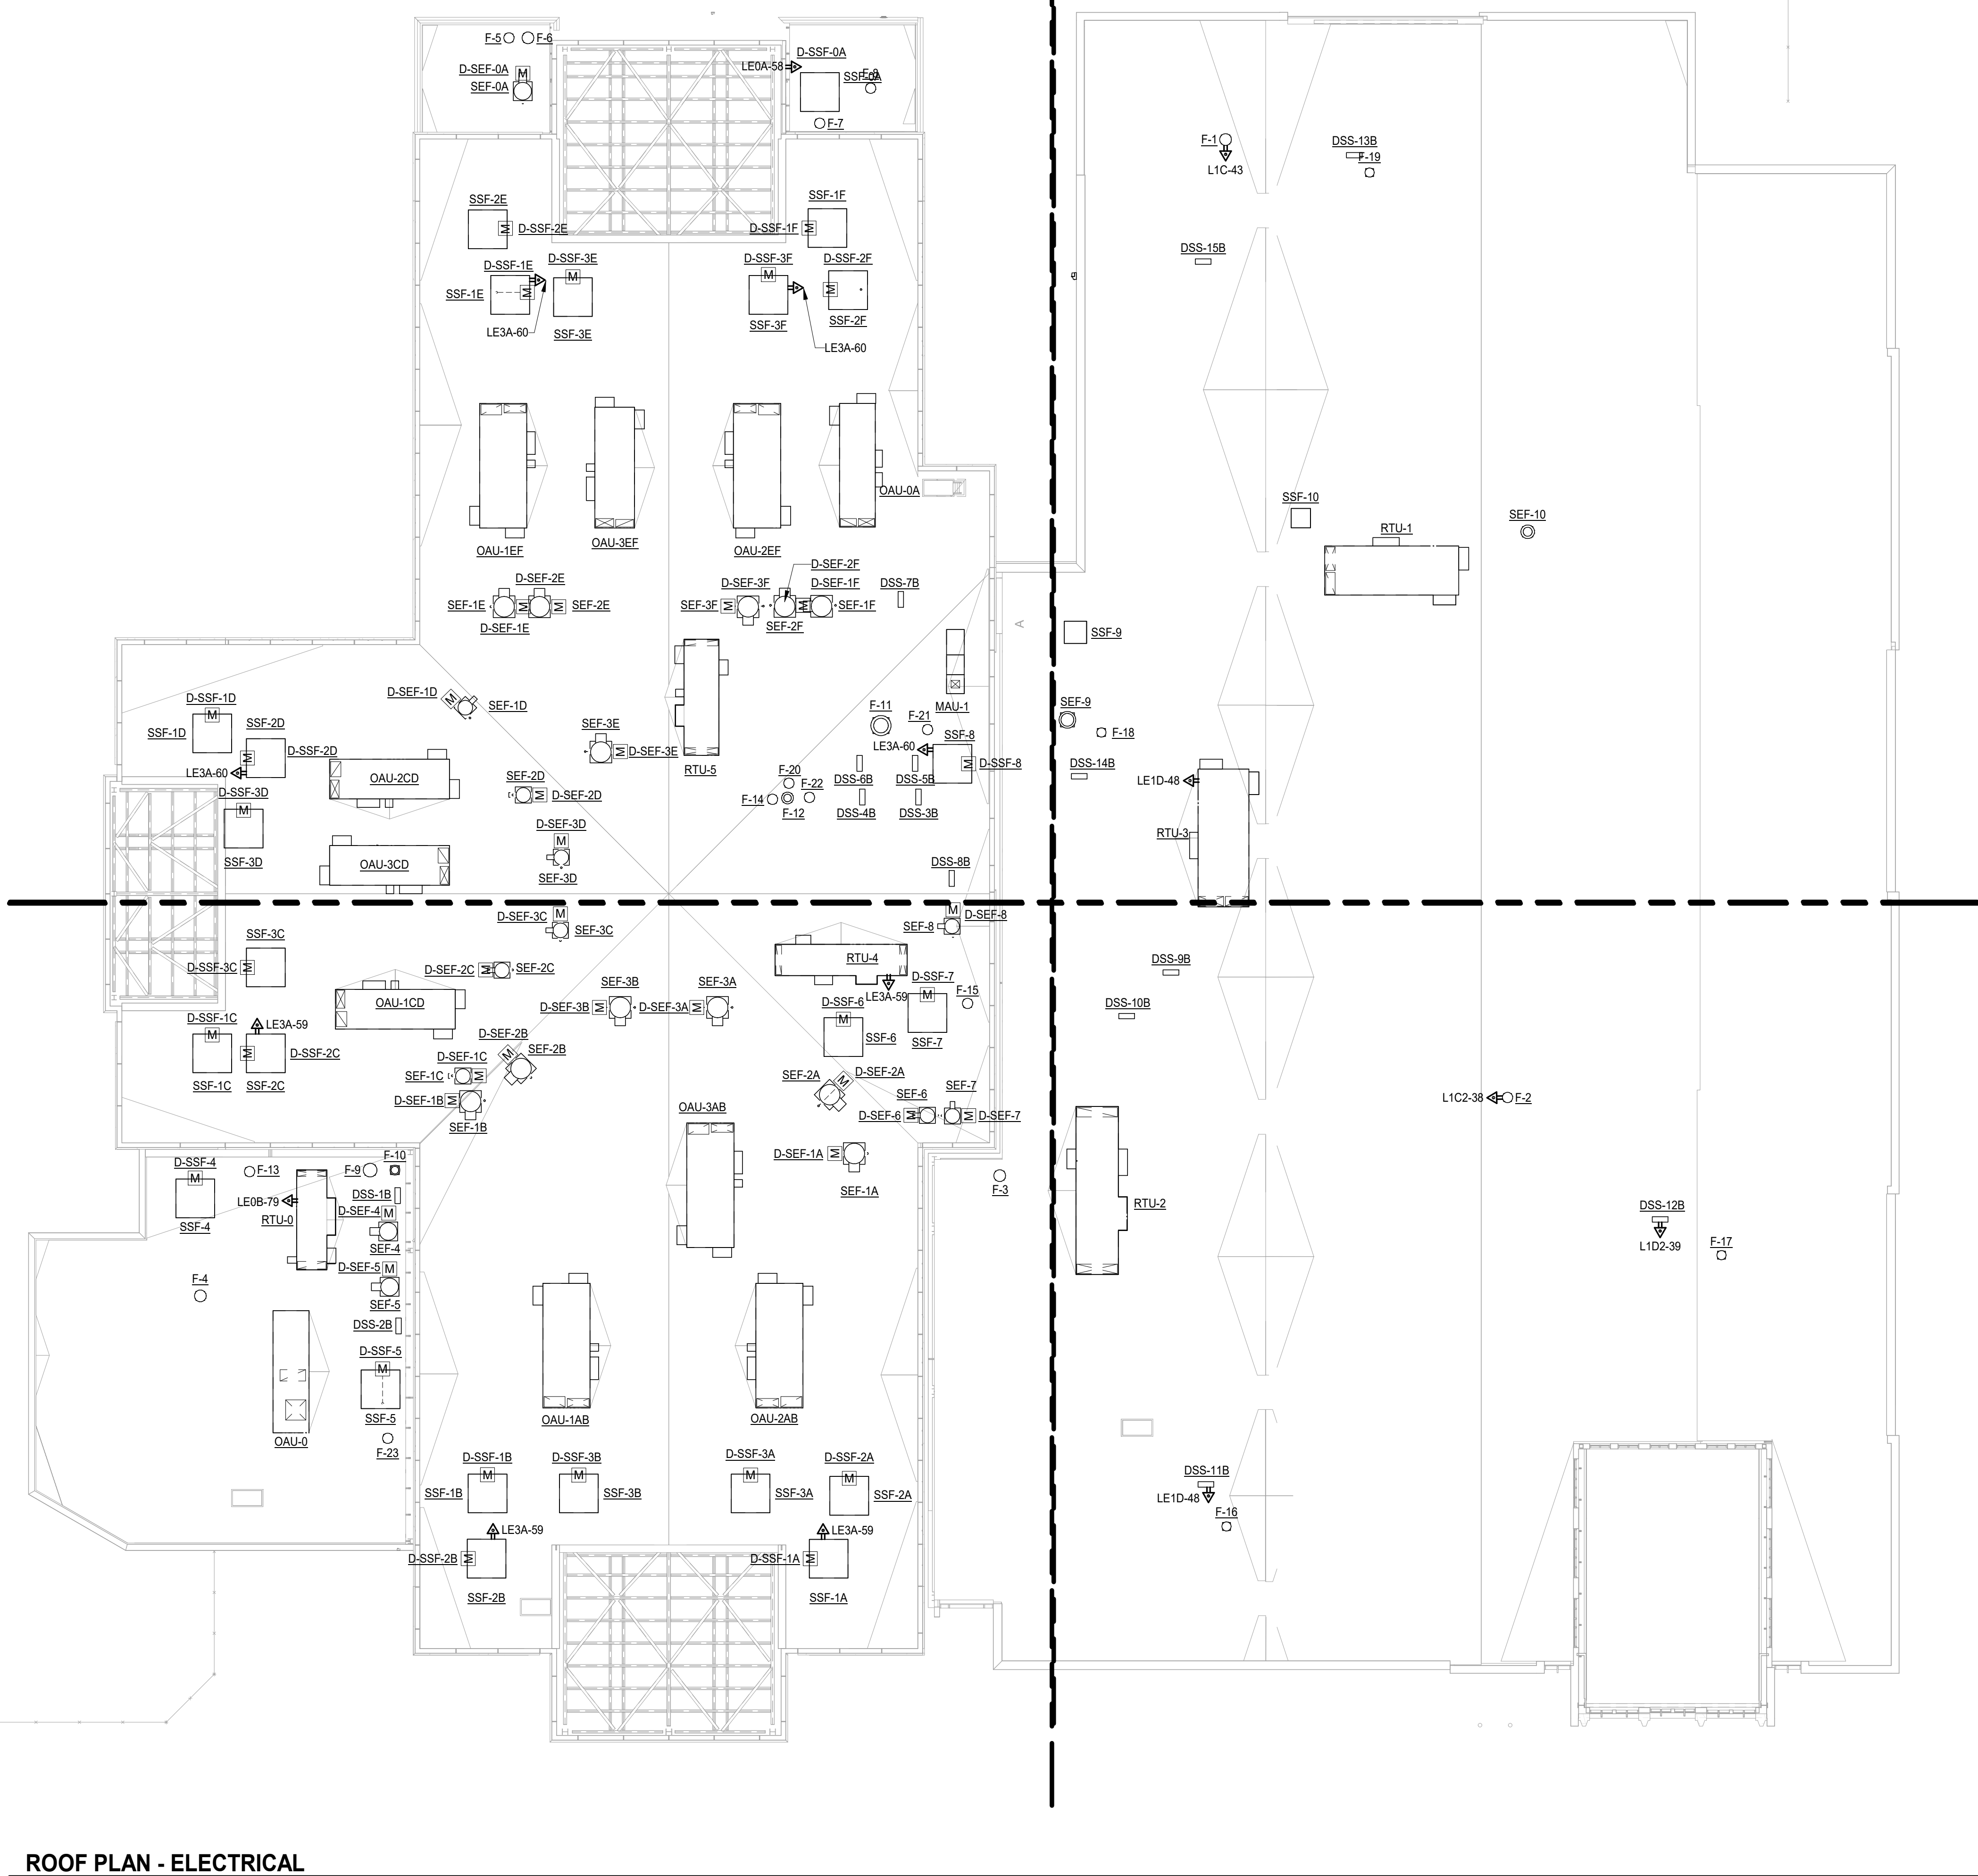 F-5
F-6
D-SEF-0A
SEF-0A
D-SSF-0A
LE0A-58
SSF-0A
F-8
F-7
F-1
L1C-43
DSS-13B
F-19
SSF-2E
D-SSF-2E
SSF-1F
D-SSF-1F
DSS-15B
D-SSF-1E
D-SSF-3E
D-SSF-3F
D-SSF-2F
SSF-1E
LE3A-60
SSF-3E
SSF-3F
SSF-2F
LE3A-60
OAU-0A
SSF-10
SEF-10
RTU-1
OAU-1EF
OAU-3EF
OAU-2EF
D-SEF-2F
D-SEF-2E
D-SEF-3F
D-SEF-1F
DSS-7B
SEF-1E
SEF-2E
SEF-3F
SEF-1F
D-SEF-1E
SEF-2F
A
SSF-9
D-SEF-1D
SEF-1D
D-SSF-1D
SSF-1D
SSF-2D
D-SSF-2D
LE3A-60
SEF-3E
D-SEF-3E
RTU-5
F-11
MAU-1
F-21
SEF-9
F-18
LE3A-60
SSF-8
D-SSF-8
DSS-14B
OAU-2CD
SEF-2D
D-SEF-2D
F-20
F-14
F-22
F-12
DSS-6B
DSS-5B
DSS-4B
DSS-3B
LE1D-48
D-SSF-3D
D-SEF-3D
RTU-3
SSF-3D
OAU-3CD
SEF-3D
DSS-8B
D-SEF-3C
SEF-3C
D-SEF-8
SEF-8
SSF-3C
D-SSF-3C
D-SEF-2C
SEF-2C
RTU-4
LE3A-59
D-SSF-7
DSS-9B
OAU-1CD
SEF-3B
SEF-3A
D-SEF-3B
D-SEF-3A
D-SSF-6
F-15
DSS-10B
D-SSF-1C
LE3A-59
D-SSF-2C
D-SEF-2B
SEF-2B
SSF-6
SSF-7
SSF-1C
SSF-2C
D-SEF-1C
SEF-1C
SEF-2A
D-SEF-2A
D-SEF-1B
SEF-1B
OAU-3AB
SEF-6
SEF-7
D-SEF-6
D-SEF-7
L1C2-38
F-2
D-SEF-1A
SEF-1A
F-3
D-SSF-4
F-13
F-9
F-10
SSF-4
LE0B-79
RTU-0
DSS-1B
D-SEF-4
SEF-4
RTU-2
DSS-12B
L1D2-39
F-17
F-4
D-SEF-5
SEF-5
DSS-2B
D-SSF-5
SSF-5
OAU-0
F-23
OAU-1AB
OAU-2AB
D-SSF-1B
D-SSF-3B
D-SSF-3A
D-SSF-2A
SSF-1B
SSF-3B
SSF-3A
SSF-2A
DSS-11B
LE1D-48
F-16
LE3A-59
LE3A-59
D-SSF-2B
D-SSF-1A
SSF-2B
SSF-1A
ROOF PLAN - ELECTRICAL